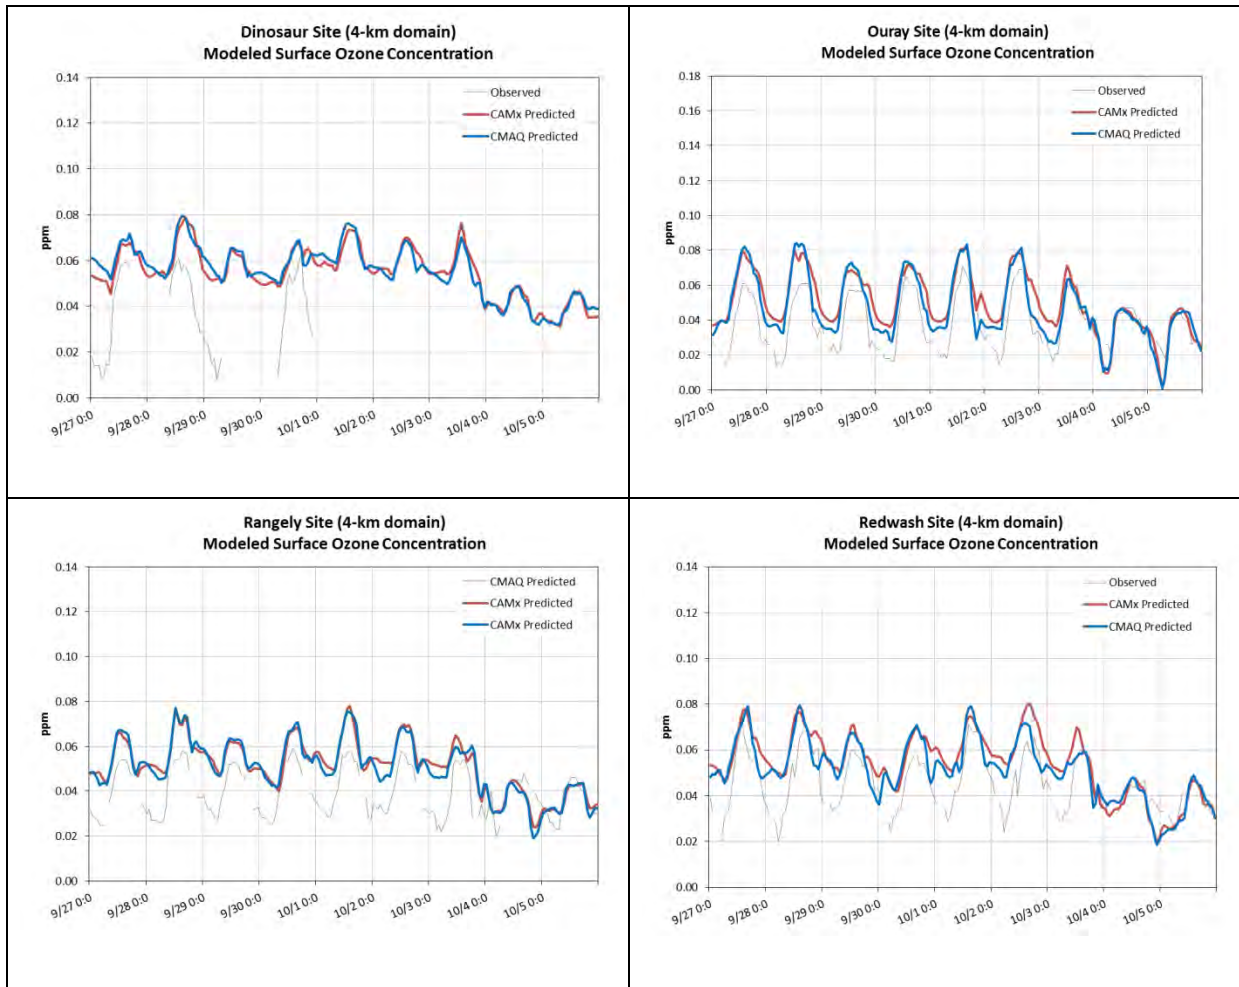 Dinosaur Site (4-km domain)
Modeled Surface Ozone Concentration
0.14
0.12
0.10
0.08
0.06
0.04
0.02
0.00
ppm
Observed
CAMx Predicted
CMAQ Predicted
9/27 0:0
9/28 0:0
9/29 0:0
9/30 0:0
10/1 0:0
10/2 0:0
10/3 0:0
10/4 0:0
10/5 0:0
Ouray Site (4-km domain)
Modeled Surface Ozone Concentration
0.18
0.16
0.14
0.12
0.10
0.08
0.06
0.04
0.02
0.00
ppm
Observed
CAMx Predicted
CMAQ Predicted
9/27 0:0
9/28 0:0
9/29 0:0
9/30 0:0
10/1 0:0
10/2 0:0
10/3 0:0
10/4 0:0
10/5 0:0
Rangely Site (4-km domain)
Modeled Surface Ozone Concentration
0.14
0.12
0.10
0.08
0.06
0.04
0.02
0.00
ppm
CMAQ Predicted
CAMx Predicted
CAMx Predicted
9/27 0:0
9/28 0:0
9/29 0:0
9/30 0:0
10/1 0:0
10/2 0:0
10/3 0:0
10/4 0:0
10/5 0:0
Redwash Site (4-km domain)
Modeled Surface Ozone Concentration
0.14
0.12
0.10
0.08
0.06
0.04
0.02
0.00
ppm
Observed
CAMx Predicted
CMAQ Predicted
9/27 0:0
9/28 0:0
9/29 0:0
9/30 0:0
10/1 0:0
10/2 0:0
10/3 0:0
10/4 0:0
10/5 0:0